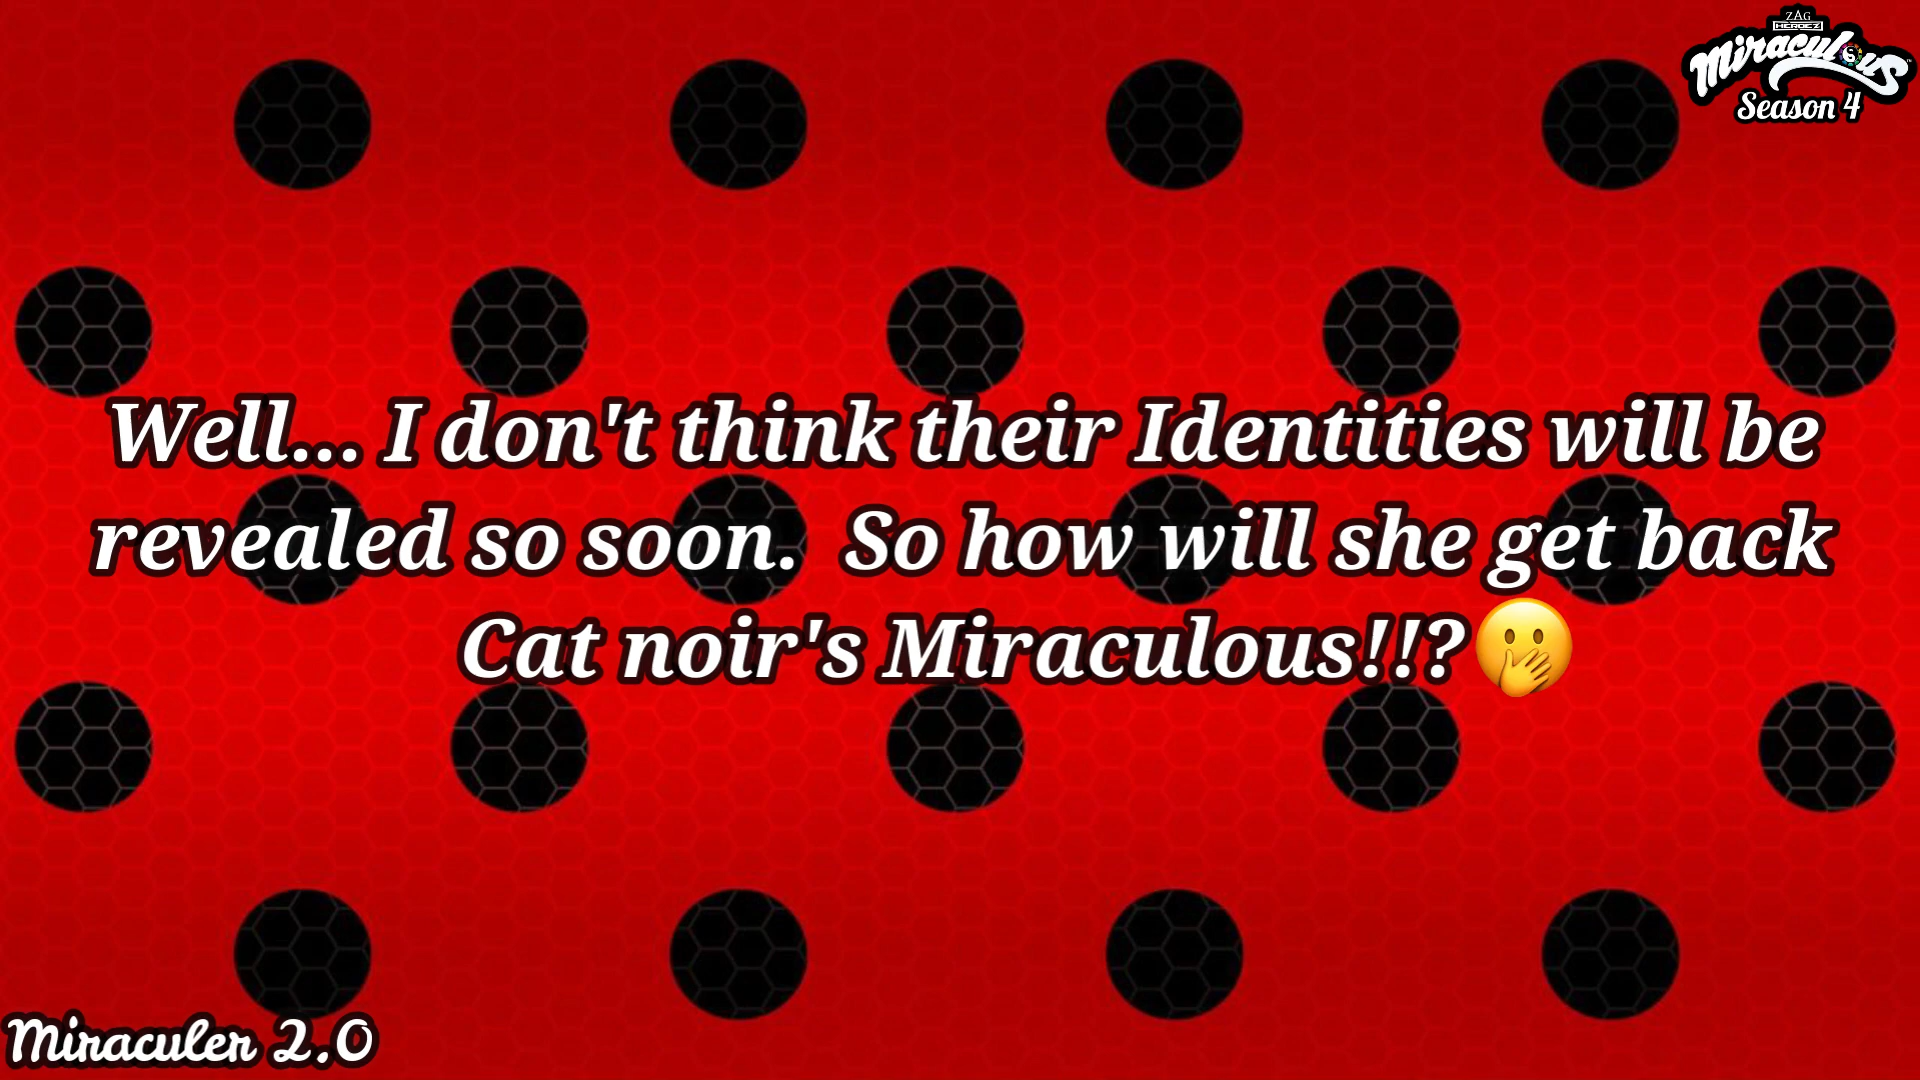 ZAG
HEROEZ
Miraculous
Season 4
Well... I don't think their Identities will be
revealed so soon.  So how will she get back
Cat noir's Miraculous!!?🫢
Miraculer 2.0